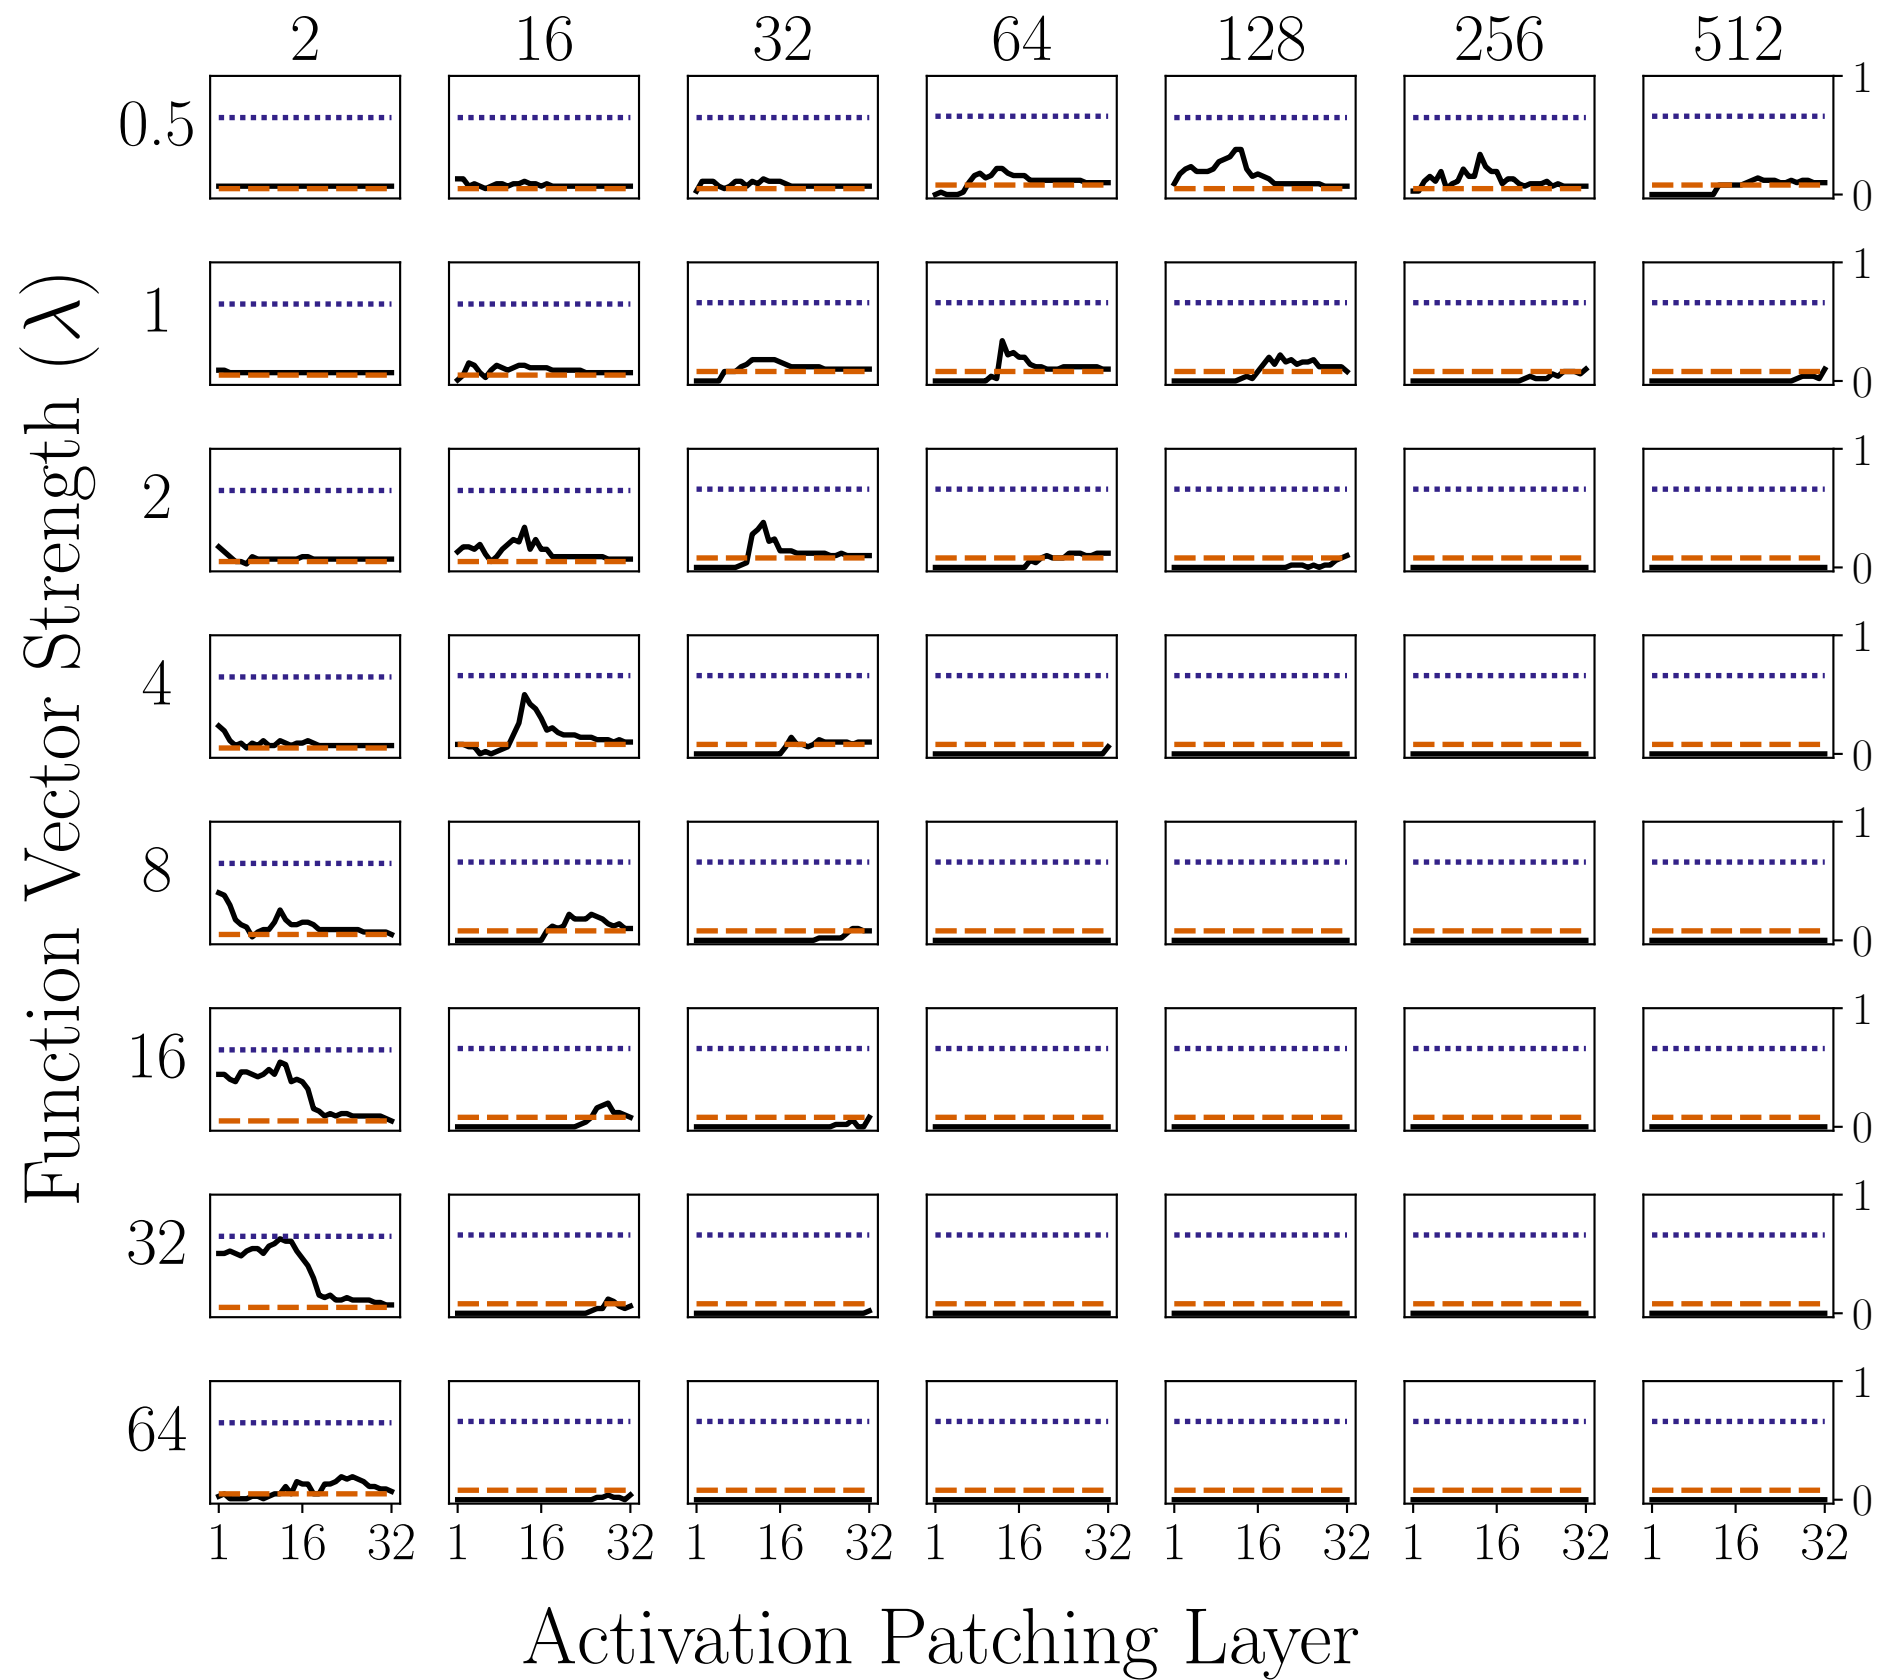 2 16 32 64 128 256 512
Function Vector Strength (λ)
0.5 1 0
1 1 0
2 1 0
4 1 0
8 1 0
16 1 0
32 1 0
64 1 0
1 16 32 1 16 32 1 16 32 1 16 32 1 16 32 1 16 32 1 16 32
Activation Patching Layer